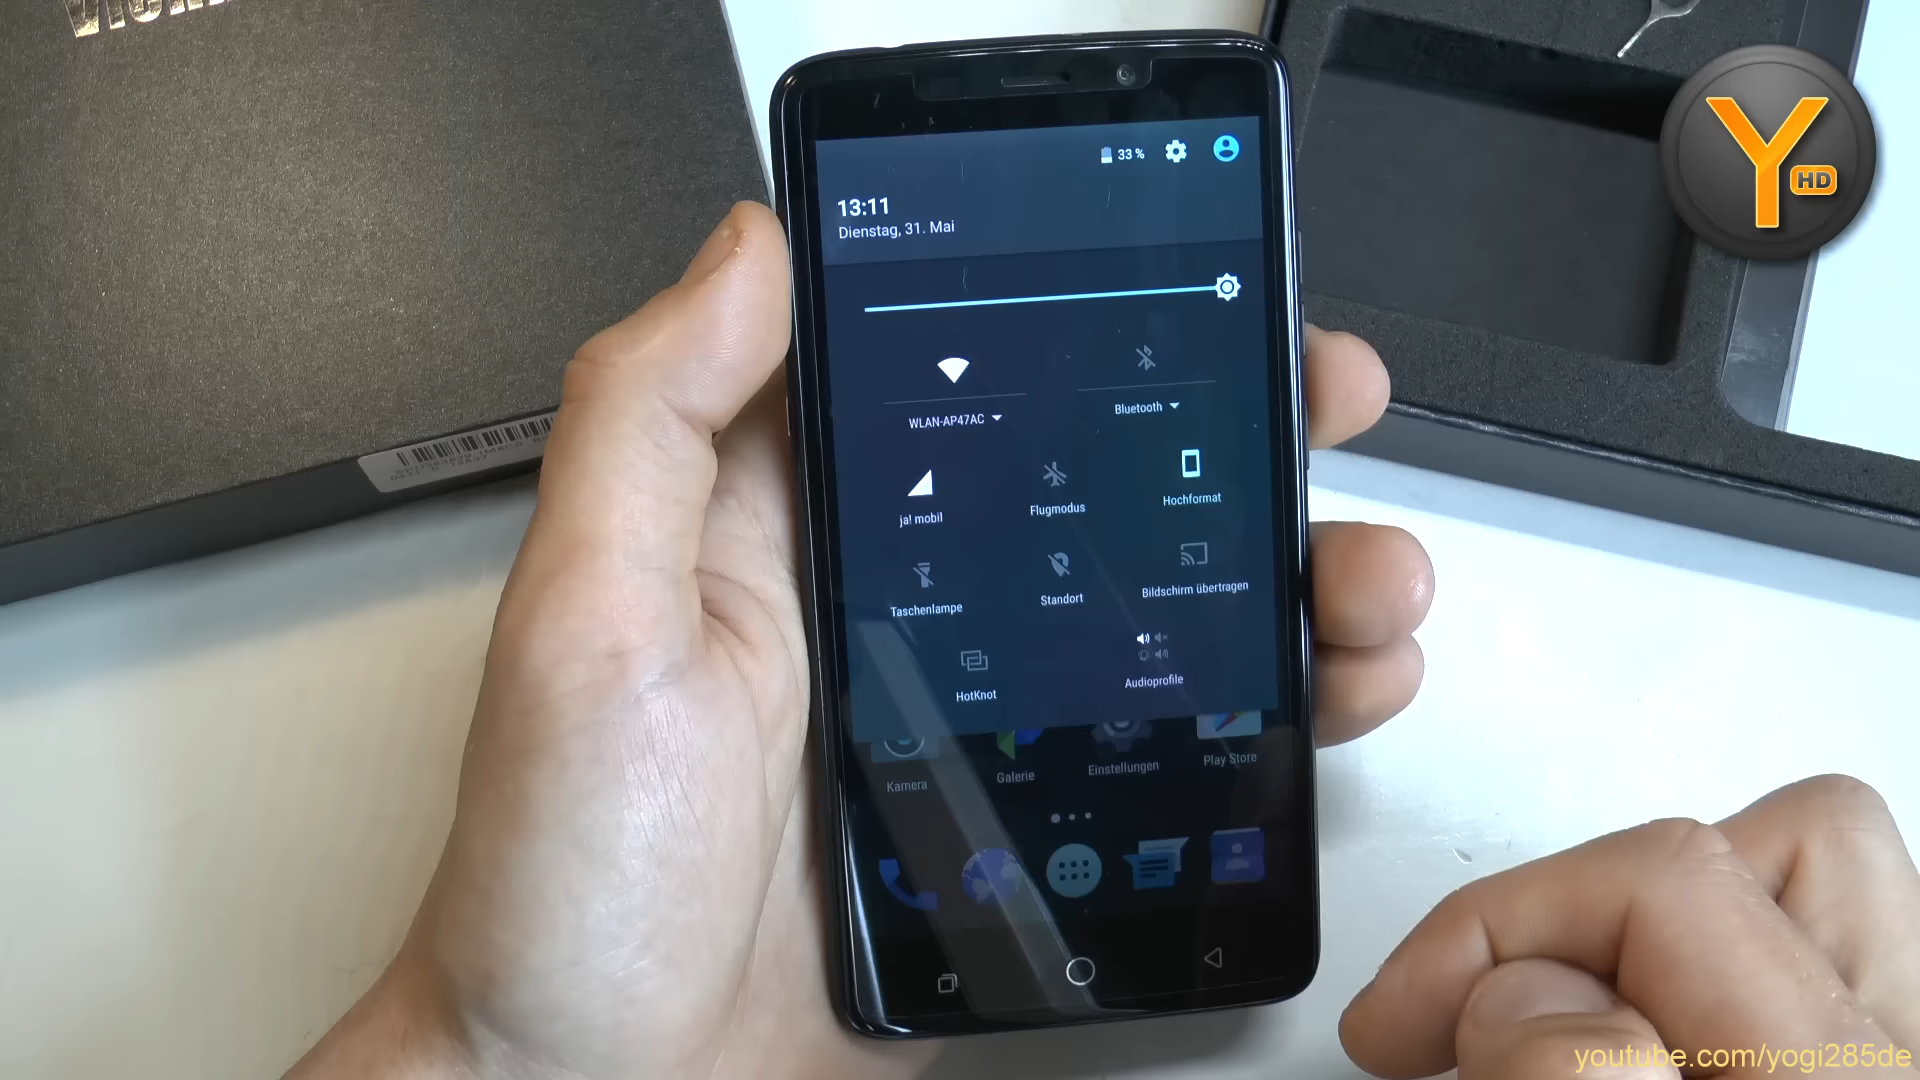 Y
HD
33 %
13:11
Dienstag, 31. Mai
WLAN-AP47AC
Bluetooth
ja! mobil
Flugmodus
Hochformat
Taschenlampe
Standort
Bildschirm übertragen
HotKnot
Audioprofile
Kamera
Galerie
Einstellungen
Play Store
youtube.com/yogi285de